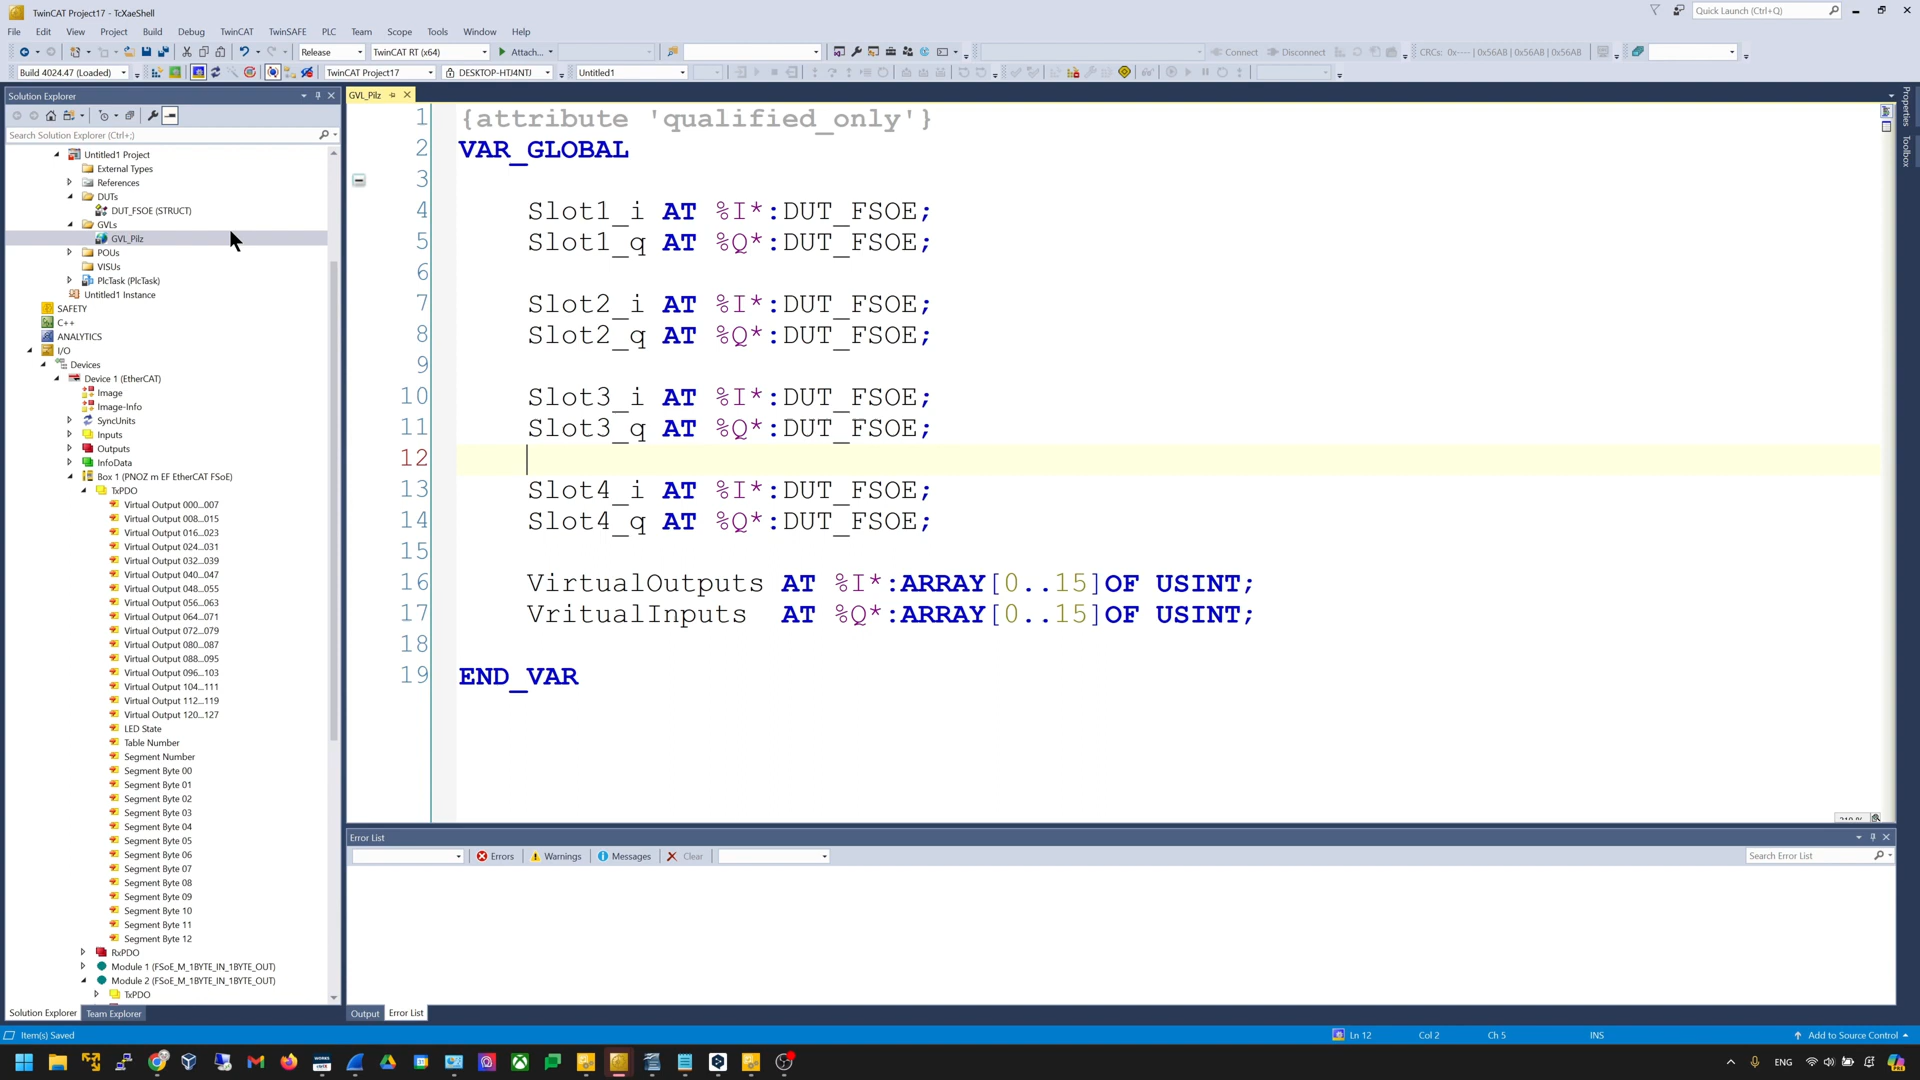 TwinCAT Project17 - TcXaeShell
Quick Launch (Ctrl+Q)
File Edit View Project Build Debug TwinCAT TwinSAFE PLC Team Scope Tools Window Help
Release TwinCAT RT (x64) Attach... Connect Disconnect CRCs: 0x---- | 0x56AB | 0x56AB | 0x56AB
Build 4024.47 (Loaded) TwinCAT Project17 DESKTOP-HTJ4NTJ Untitled1
Solution Explorer
Search Solution Explorer (Ctrl+;)
Untitled1 Project
External Types
References
DUTs
DUT_FSOE (STRUCT)
GVLs
GVL_Pilz
POUs
VISUs
PlcTask (PlcTask)
Untitled1 Instance
SAFETY
C++
ANALYTICS
I/O
Devices
Device 1 (EtherCAT)
Image
Image-Info
SyncUnits
Inputs
Outputs
InfoData
Box 1 (PNOZ m EF EtherCAT FSoE)
TxPDO
Virtual Output 000...007
Virtual Output 008...015
Virtual Output 016...023
Virtual Output 024...031
Virtual Output 032...039
Virtual Output 040...047
Virtual Output 048...055
Virtual Output 056...063
Virtual Output 064...071
Virtual Output 072...079
Virtual Output 080...087
Virtual Output 088...095
Virtual Output 096...103
Virtual Output 104...111
Virtual Output 112...119
Virtual Output 120...127
LED State
Table Number
Segment Number
Segment Byte 00
Segment Byte 01
Segment Byte 02
Segment Byte 03
Segment Byte 04
Segment Byte 05
Segment Byte 06
Segment Byte 07
Segment Byte 08
Segment Byte 09
Segment Byte 10
Segment Byte 11
Segment Byte 12
RxPDO
Module 1 (FSoE_M_1BYTE_IN_1BYTE_OUT)
Module 2 (FSoE_M_1BYTE_IN_1BYTE_OUT)
TxPDO
Solution Explorer Team Explorer
GVL_Pilz
1 {attribute 'qualified_only'}
2 VAR_GLOBAL
3
4 Slot1_i AT %I*:DUT_FSOE;
5 Slot1_q AT %Q*:DUT_FSOE;
6
7 Slot2_i AT %I*:DUT_FSOE;
8 Slot2_q AT %Q*:DUT_FSOE;
9
10 Slot3_i AT %I*:DUT_FSOE;
11 Slot3_q AT %Q*:DUT_FSOE;
12
13 Slot4_i AT %I*:DUT_FSOE;
14 Slot4_q AT %Q*:DUT_FSOE;
15
16 VirtualOutputs AT %I*:ARRAY[0..15]OF USINT;
17 VritualInputs AT %Q*:ARRAY[0..15]OF USINT;
18
19 END_VAR
Properties
Toolbox
Error List
Errors Warnings Messages Clear
Search Error List
Output Error List
Item(s) Saved
Ln 12 Col 2 Ch 5 INS Add to Source Control
ENG